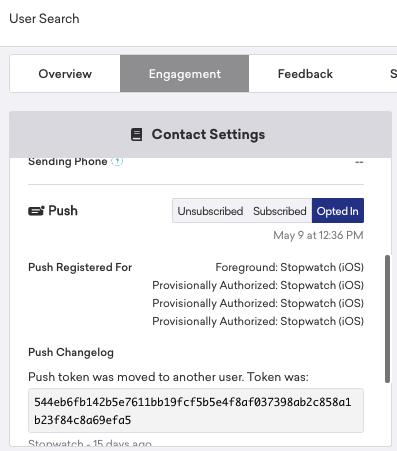 User Search
Overview
Engagement
Feedback
S
Contact Settings
Sending Phone ?
--
Push
Unsubscribed
Subscribed
Opted In
May 9 at 12:36 PM
Push Registered For
Foreground: Stopwatch (iOS)
Provisionally Authorized: Stopwatch (iOS)
Provisionally Authorized: Stopwatch (iOS)
Provisionally Authorized: Stopwatch (iOS)
Push Changelog
Push token was moved to another user. Token was:
544eb6fb142b5e7611bb19fcf5b5e4f8af037398ab2c858a1
b23f84c8a69efa5
Stopwatch - 15 days ago